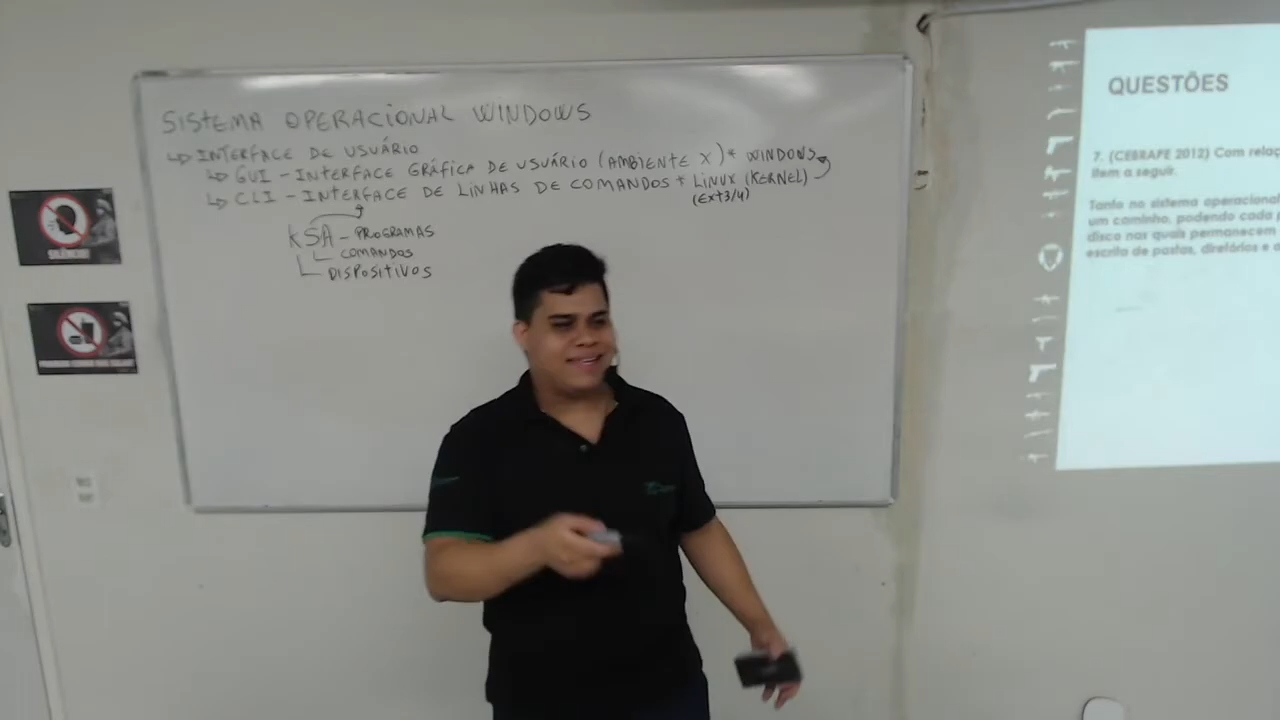 SISTEMA OPERACIONAL WINDOWS
INTERFACE DE USUÁRIO
GUI - INTERFACE GRÁFICA DE USUÁRIO (AMBIENTE X) * WINDOWS
CLI - INTERFACE DE LINHAS DE COMANDOS * LINUX (KERNEL)
(Ext3/4)
KSA - PROGRAMAS
COMANDOS
DISPOSITIVOS
SILÊNCIO!
QUESTÕES
7. (CEBRAPE 2012) Com relaç
item a seguir.
Tanto no sistema operacional
um caminho, podendo cada
disco nas quais permanecem
escrita de pastas, diretórios e a